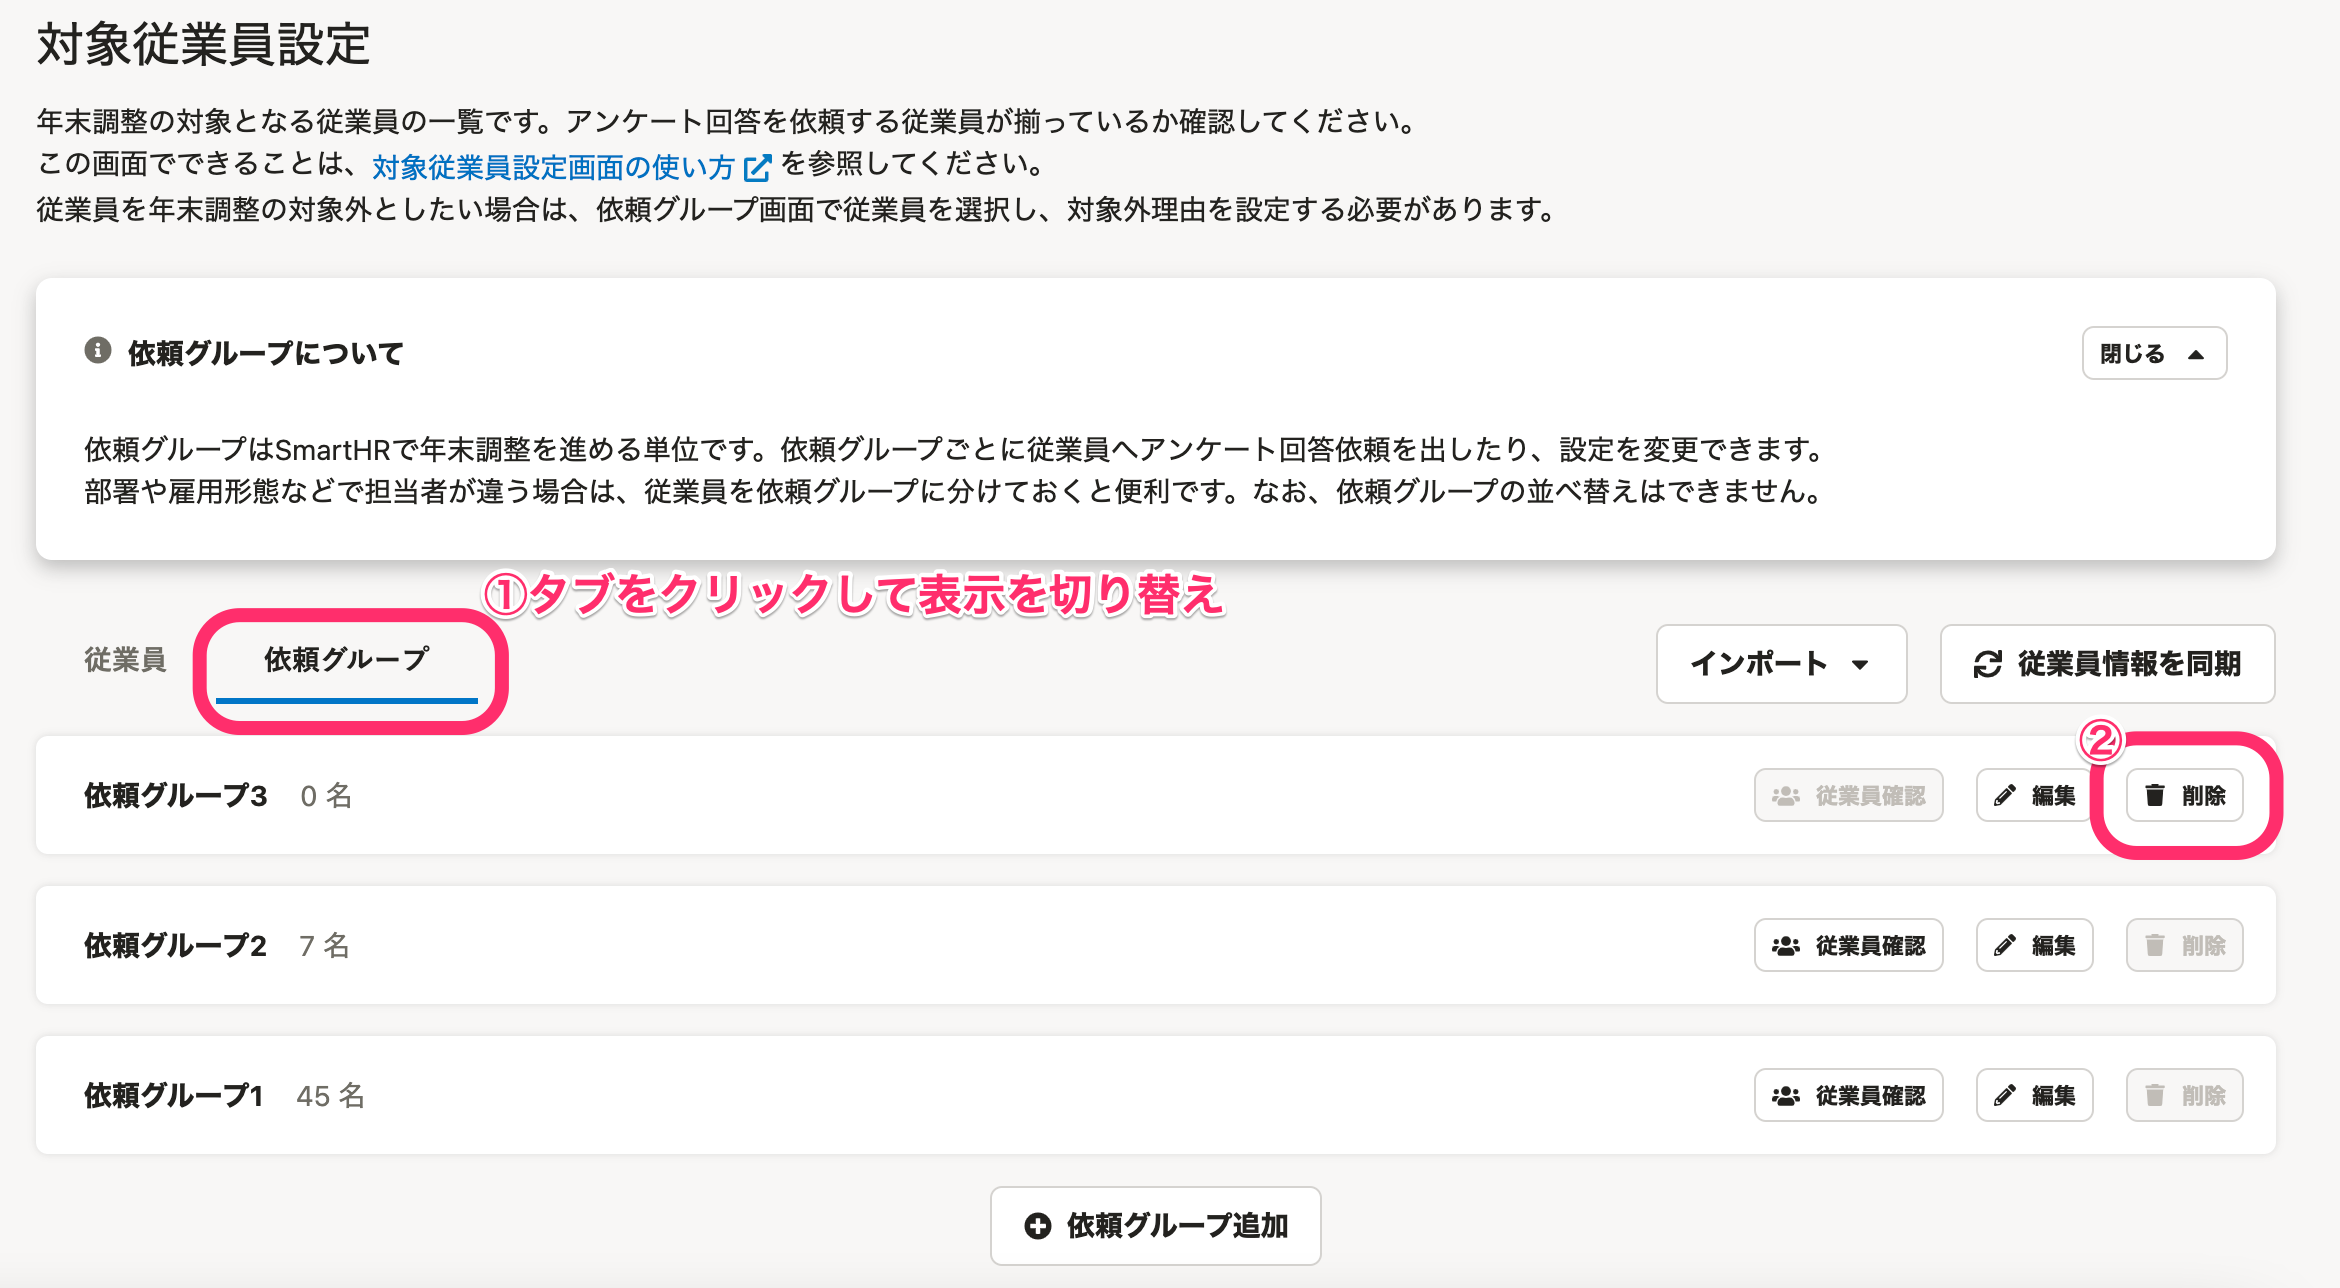 対象従業員設定
年末調整の対象となる従業員の一覧です。アンケート回答を依頼する従業員が揃っているか確認してください。
この画面でできることは、対象従業員設定画面の使い方 を参照してください。
従業員を年末調整の対象外としたい場合は、依頼グループ画面で従業員を選択し、対象外理由を設定する必要があります。
依頼グループについて
閉じる
依頼グループはSmartHRで年末調整を進める単位です。依頼グループごとに従業員へアンケート回答依頼を出したり、設定を変更できます。
部署や雇用形態などで担当者が違う場合は、従業員を依頼グループに分けておくと便利です。なお、依頼グループの並べ替えはできません。
①タブをクリックして表示を切り替え
従業員 依頼グループ インポート 従業員情報を同期
②
依頼グループ3 0 名 従業員確認 編集 削除
依頼グループ2 7 名 従業員確認 編集 削除
依頼グループ1 45 名 従業員確認 編集 削除
依頼グループ追加